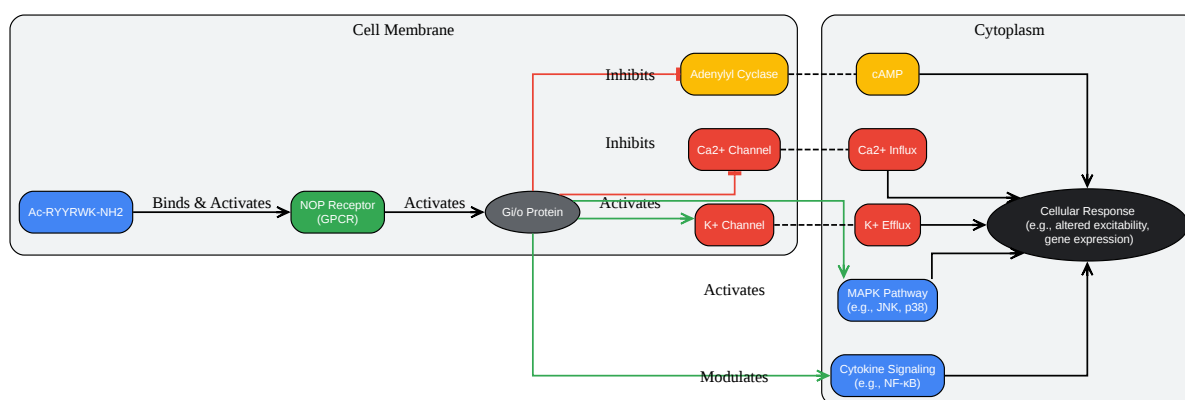 Cell Membrane
Cytoplasm
Inhibits
Adenylyl Cyclase
cAMP
Inhibits
Ca2+ Channel
Ca2+ Influx
Ac-RYYRWK-NH2
Binds & Activates
NOP Receptor
(GPCR)
Activates
Gi/o Protein
Activates
K+ Channel
K+ Efflux
Cellular Response
(e.g., altered excitability,
gene expression)
Activates
MAPK Pathway
(e.g., JNK, p38)
Modulates
Cytokine Signaling
(e.g., NF-κB)